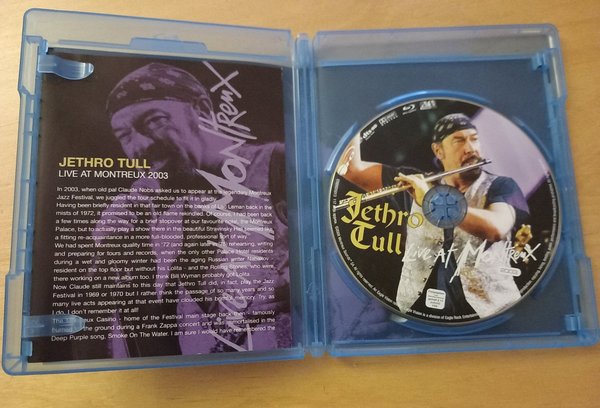 JETHRO TULL
LIVE AT MONTREUX 2003
In 2003, when old pal Claude Nobs asked us to appear at his legendary Montreux
Jazz Festival, we juggled the tour schedule to fit it in gladly.
Having been briefly resident in that fair town on the banks of Lac Leman back in the
mists of 1972, it promised to be an old flame rekindled. Of course, I had been back
a few times along the way for a brief stopover at our favourite hotel, the Montreux
Palace, but to actually play a show there in the beautiful Stravinsky Hall seemed like
a fitting re-acquaintance in a more full-blooded, professional sort of way.
We had spent Montreux quality time in '72 (and again later in 76) rehearsing, writing
and preparing for tours and records, when the only other Palace Hotel residents
during a wet and gloomy winter had been the aging Russian writer Nabakov -
resident on the top floor but without his Lolita - and the Rolling Stones, who were
there working on a new album too. I think Bill Wyman probably got Lolita.
Now Claude still maintains to this day that Jethro Tull did, in fact, play the Jazz
Festival in 1969 or 1970 but I rather think the passage of so many years and so
many live acts appearing at that event have clouded his mighty memory. Try, as
I do, I don't remember it at all!
The Montreux Casino - home of the Festival main stage back then - famously
burned to the ground during a Frank Zappa concert and was immortalised in the
Deep Purple song, Smoke On The Water. I am sure I would have remembered the
Montreux
Jethro
Tull
Live At Montreux